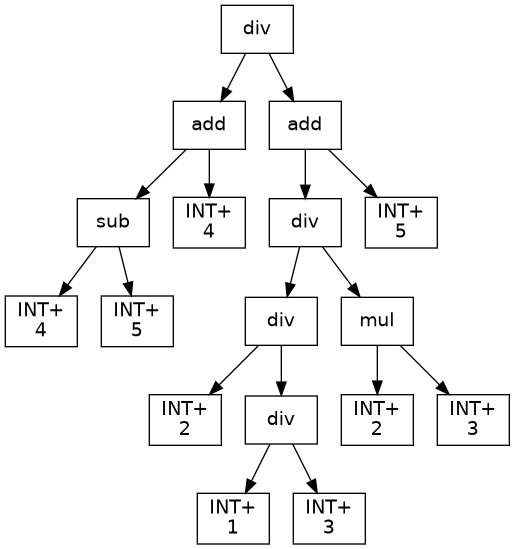 div
add
add
sub
INT+
4
div
INT+
5
INT+
4
INT+
5
div
mul
INT+
2
div
INT+
2
INT+
3
INT+
1
INT+
3